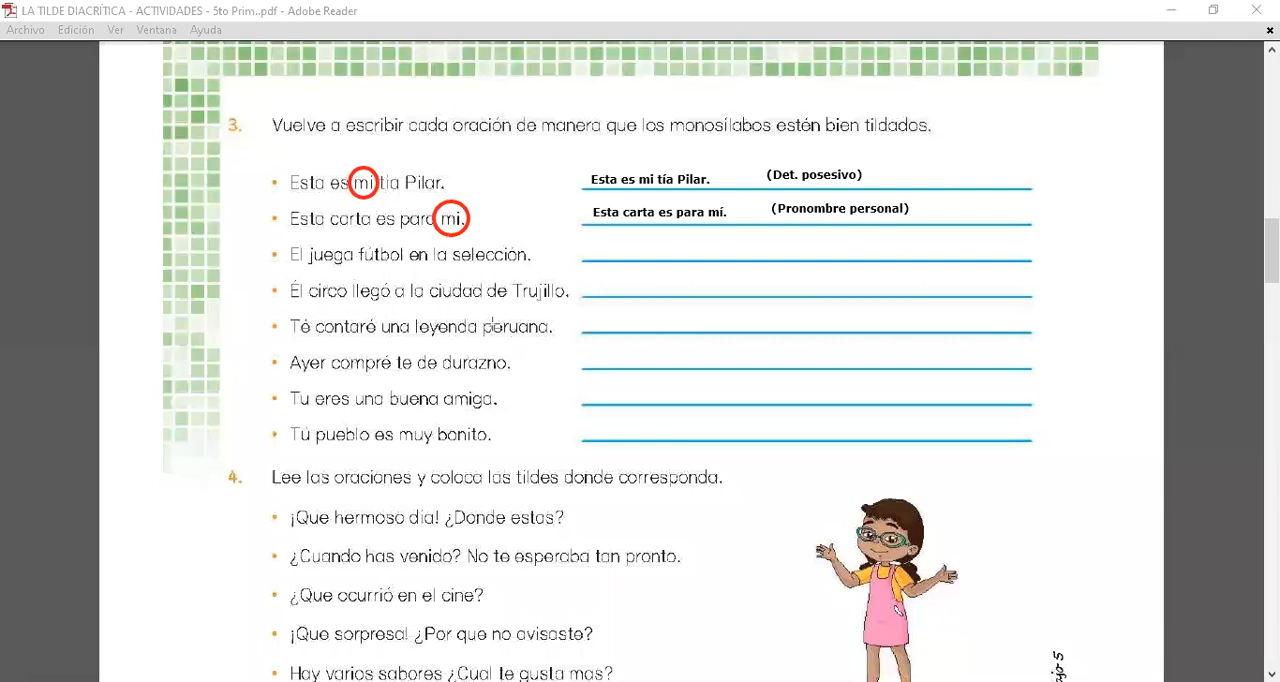 LA TILDE DIACRÍTICA - ACTIVIDADES - 5to Prim..pdf - Adobe Reader
Archivo Edición Ver Ventana Ayuda
3. Vuelve a escribir cada oración de manera que los monosílabos estén bien tildados.
• Esta es mi tía Pilar. Esta es mi tía Pilar. (Det. posesivo)
• Esta carta es para mi. Esta carta es para mí. (Pronombre personal)
• El juega fútbol en la selección.
• Él circo llegó a la ciudad de Trujillo.
• Té contaré una leyenda peruana.
• Ayer compré te de durazno.
• Tu eres una buena amiga.
• Tú pueblo es muy bonito.
4. Lee las oraciones y coloca las tildes donde corresponda.
• ¡Que hermoso dia! ¿Donde estas?
• ¿Cuando has venido? No te esperaba tan pronto.
• ¿Que ocurrió en el cine?
• ¡Que sorpresa! ¿Por que no avisaste?
• Hay varios sabores ¿Cual te gusta mas?